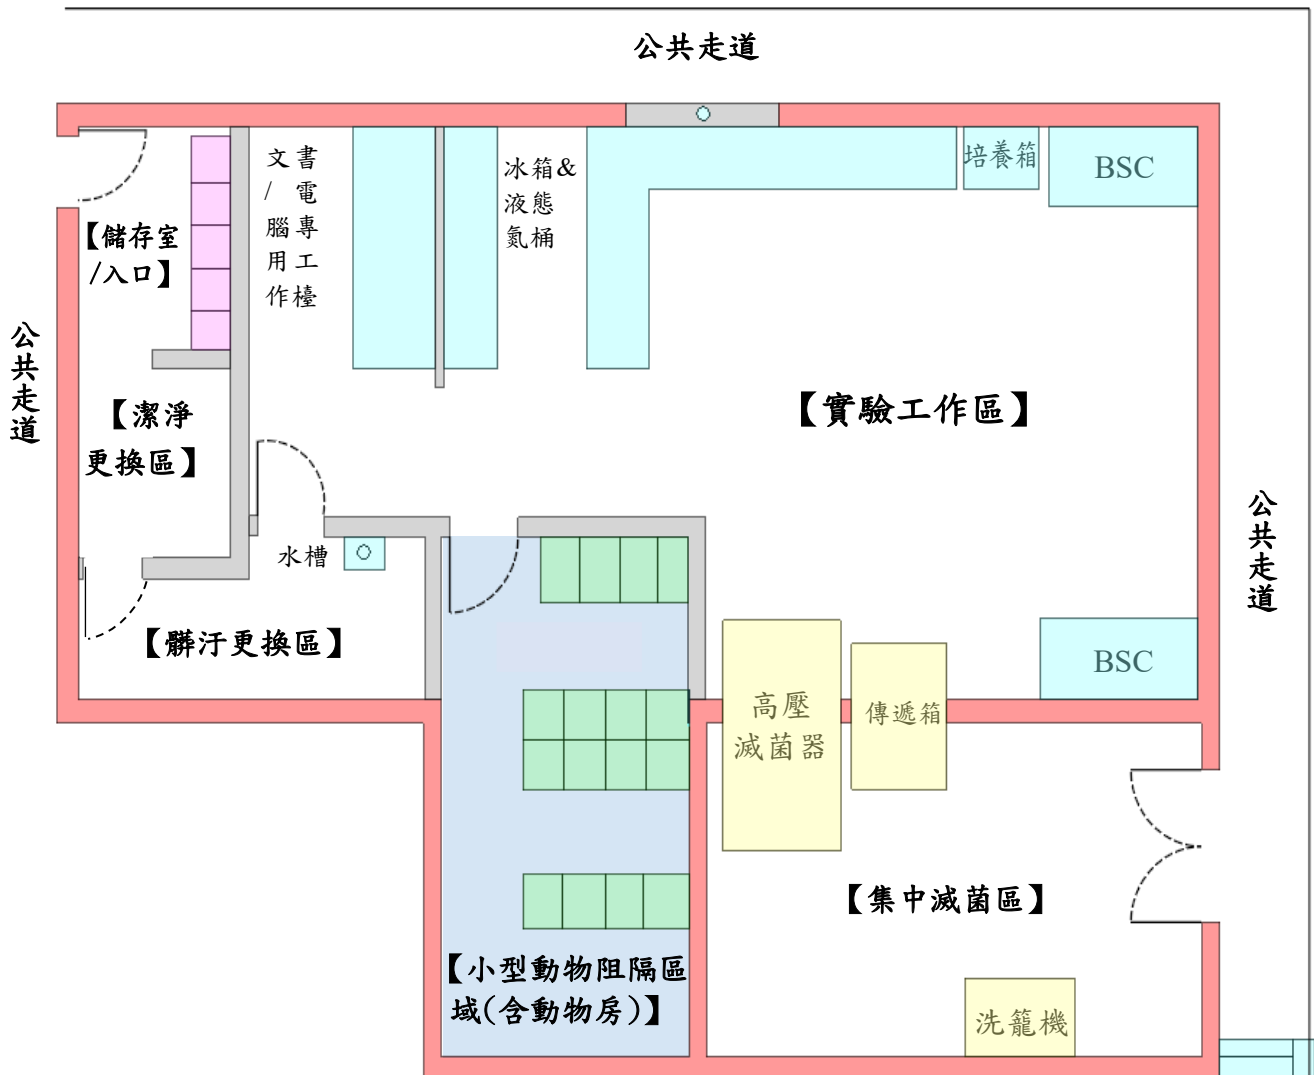 公共走道
文書
/電
腦專
用工
作檯
冰箱&
液態
氮桶
培養箱
BSC
【儲存室
/入口】
公共走道
【潔淨
更換區】
【實驗工作區】
公共走道
水槽
【髒汙更換區】
BSC
高壓
滅菌器
傳遞箱
【集中滅菌區】
【小型動物阻隔區
域(含動物房)】
洗籠機